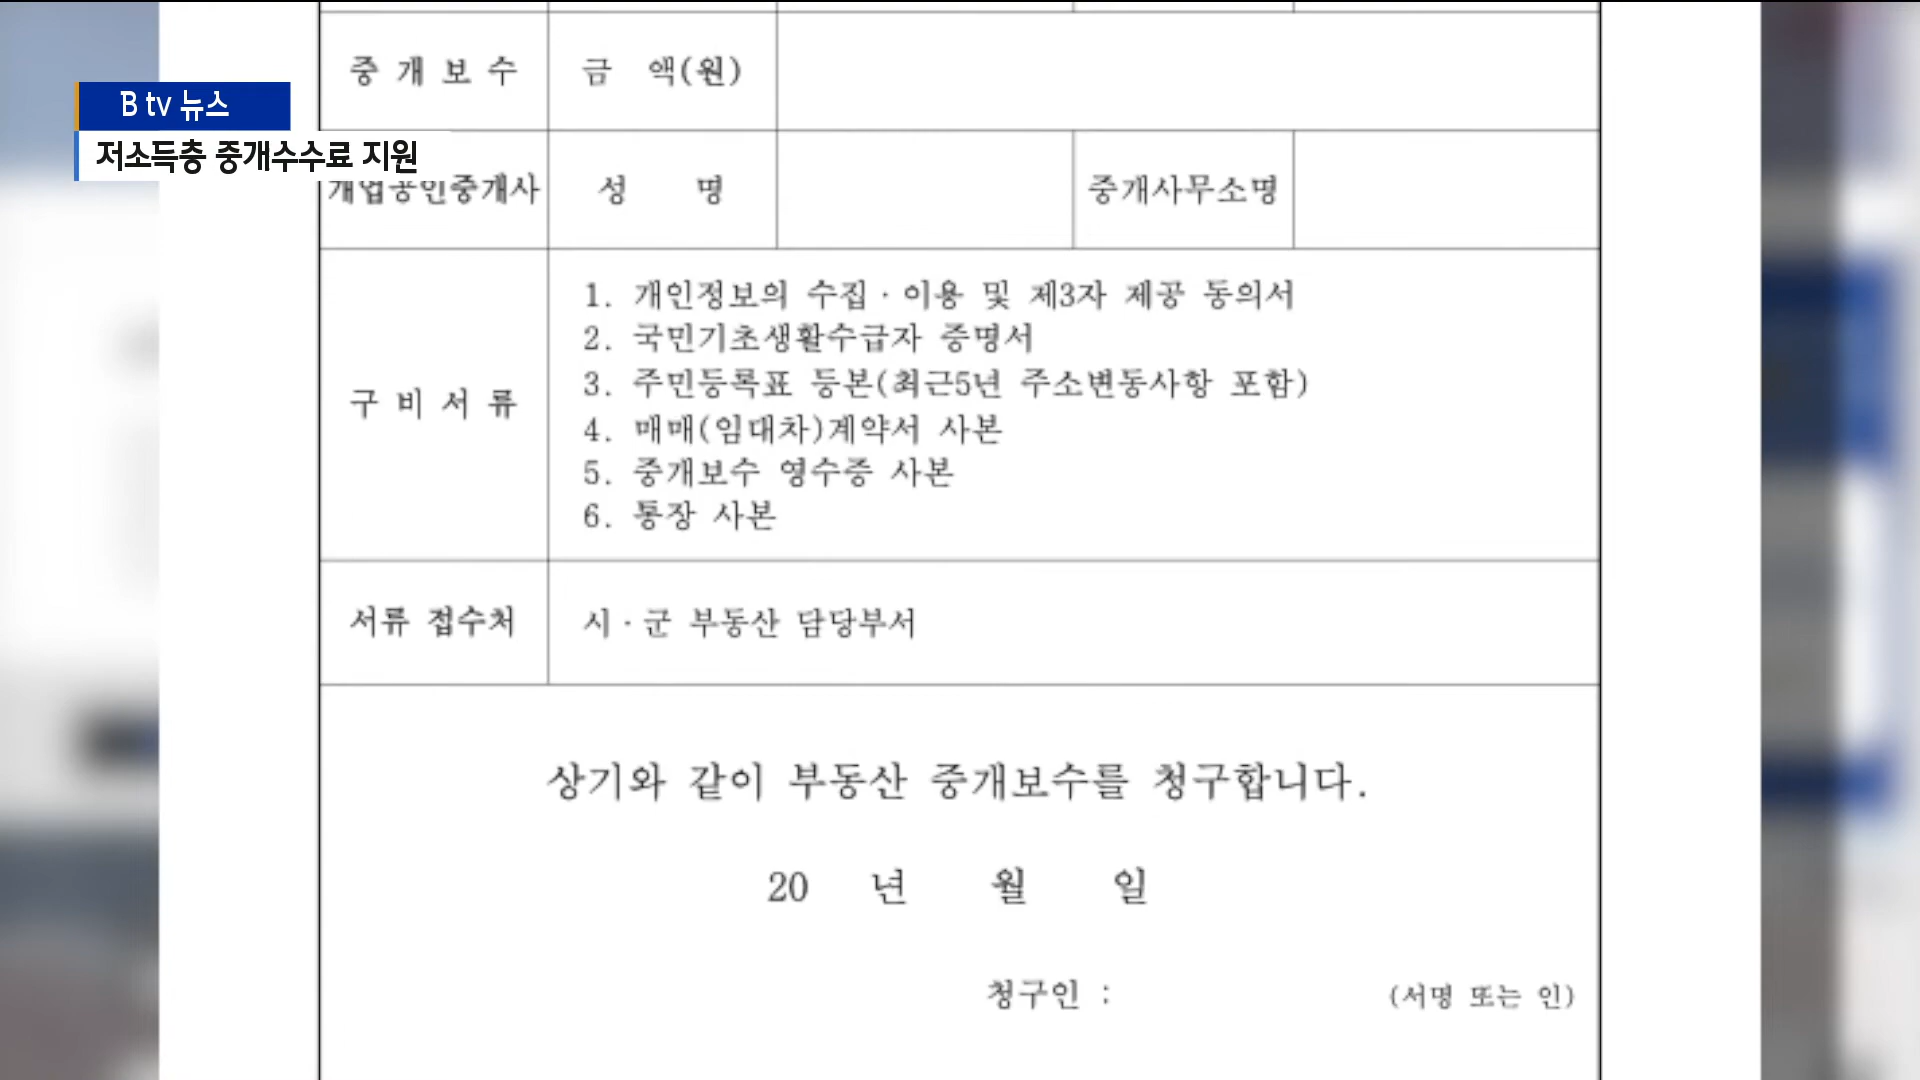 중 개 보 수 금 액(원)
B tv 뉴스
저소득층 중개수수료 지원
개업공인중개사 성 명 중개사무소명
구 비 서 류
1. 개인정보의 수집·이용 및 제3자 제공 동의서
2. 국민기초생활수급자 증명서
3. 주민등록표 등본(최근5년 주소변동사항 포함)
4. 매매(임대차)계약서 사본
5. 중개보수 영수증 사본
6. 통장 사본
서류 접수처 시·군 부동산 담당부서
상기와 같이 부동산 중개보수를 청구합니다.
20 년 월 일
청구인 : (서명 또는 인)